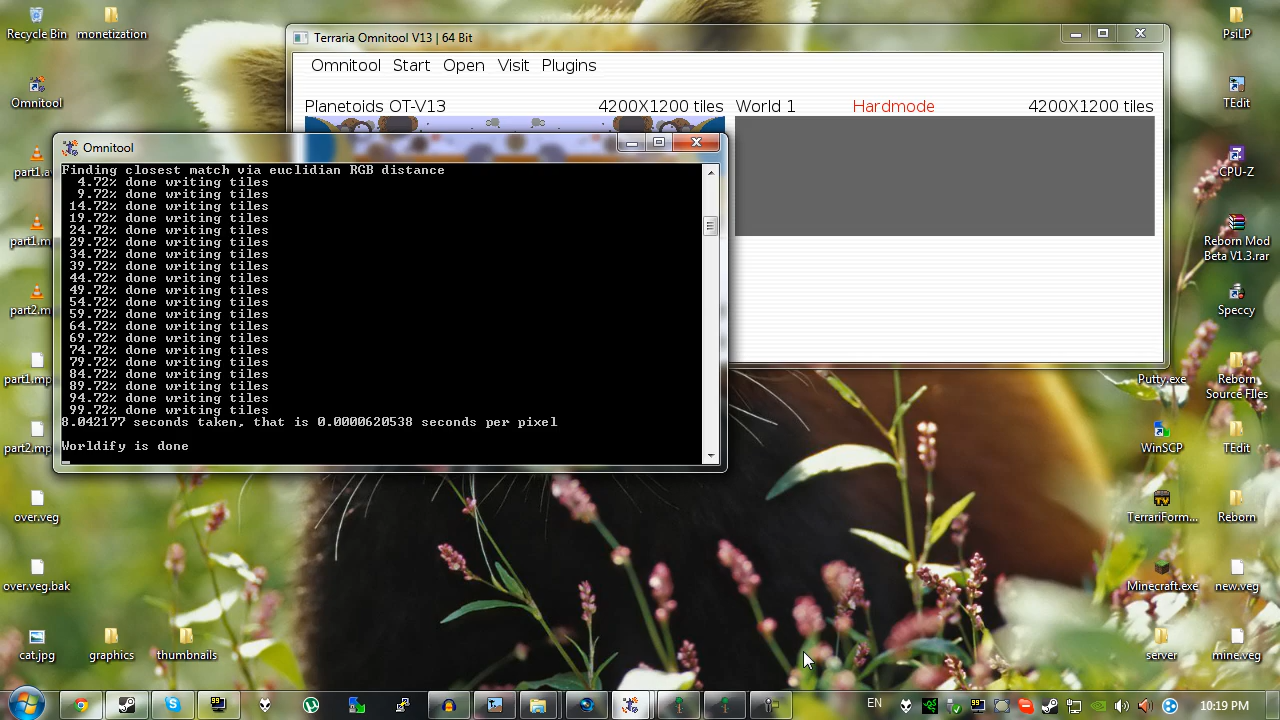 Recycle Bin
monetization
Omnitool
part1.av
part1.m
part2.m
part1.mp
part2.mp
over.veg
over.veg.bak
cat.jpg
graphics
thumbnails
Terraria Omnitool V13 | 64 Bit
Omnitool Start Open Visit Plugins
Planetoids OT-V13 4200X1200 tiles
World 1 Hardmode 4200X1200 tiles
Omnitool
Finding closest match via euclidian RGB distance
4.72% done writing tiles
9.72% done writing tiles
14.72% done writing tiles
19.72% done writing tiles
24.72% done writing tiles
29.72% done writing tiles
34.72% done writing tiles
39.72% done writing tiles
44.72% done writing tiles
49.72% done writing tiles
54.72% done writing tiles
59.72% done writing tiles
64.72% done writing tiles
69.72% done writing tiles
74.72% done writing tiles
79.72% done writing tiles
84.72% done writing tiles
89.72% done writing tiles
94.72% done writing tiles
99.72% done writing tiles
8.042177 seconds taken, that is 0.0000620538 seconds per pixel
Worldify is done
PsiLP
TEdit
CPU-Z
Reborn Mod
Beta V1.3.rar
Speccy
Putty.exe
Reborn
Source FIles
WinSCP
TEdit
TerrariForm...
Reborn
Minecraft.exe
new.veg
server
mine.veg
EN
10:19 PM